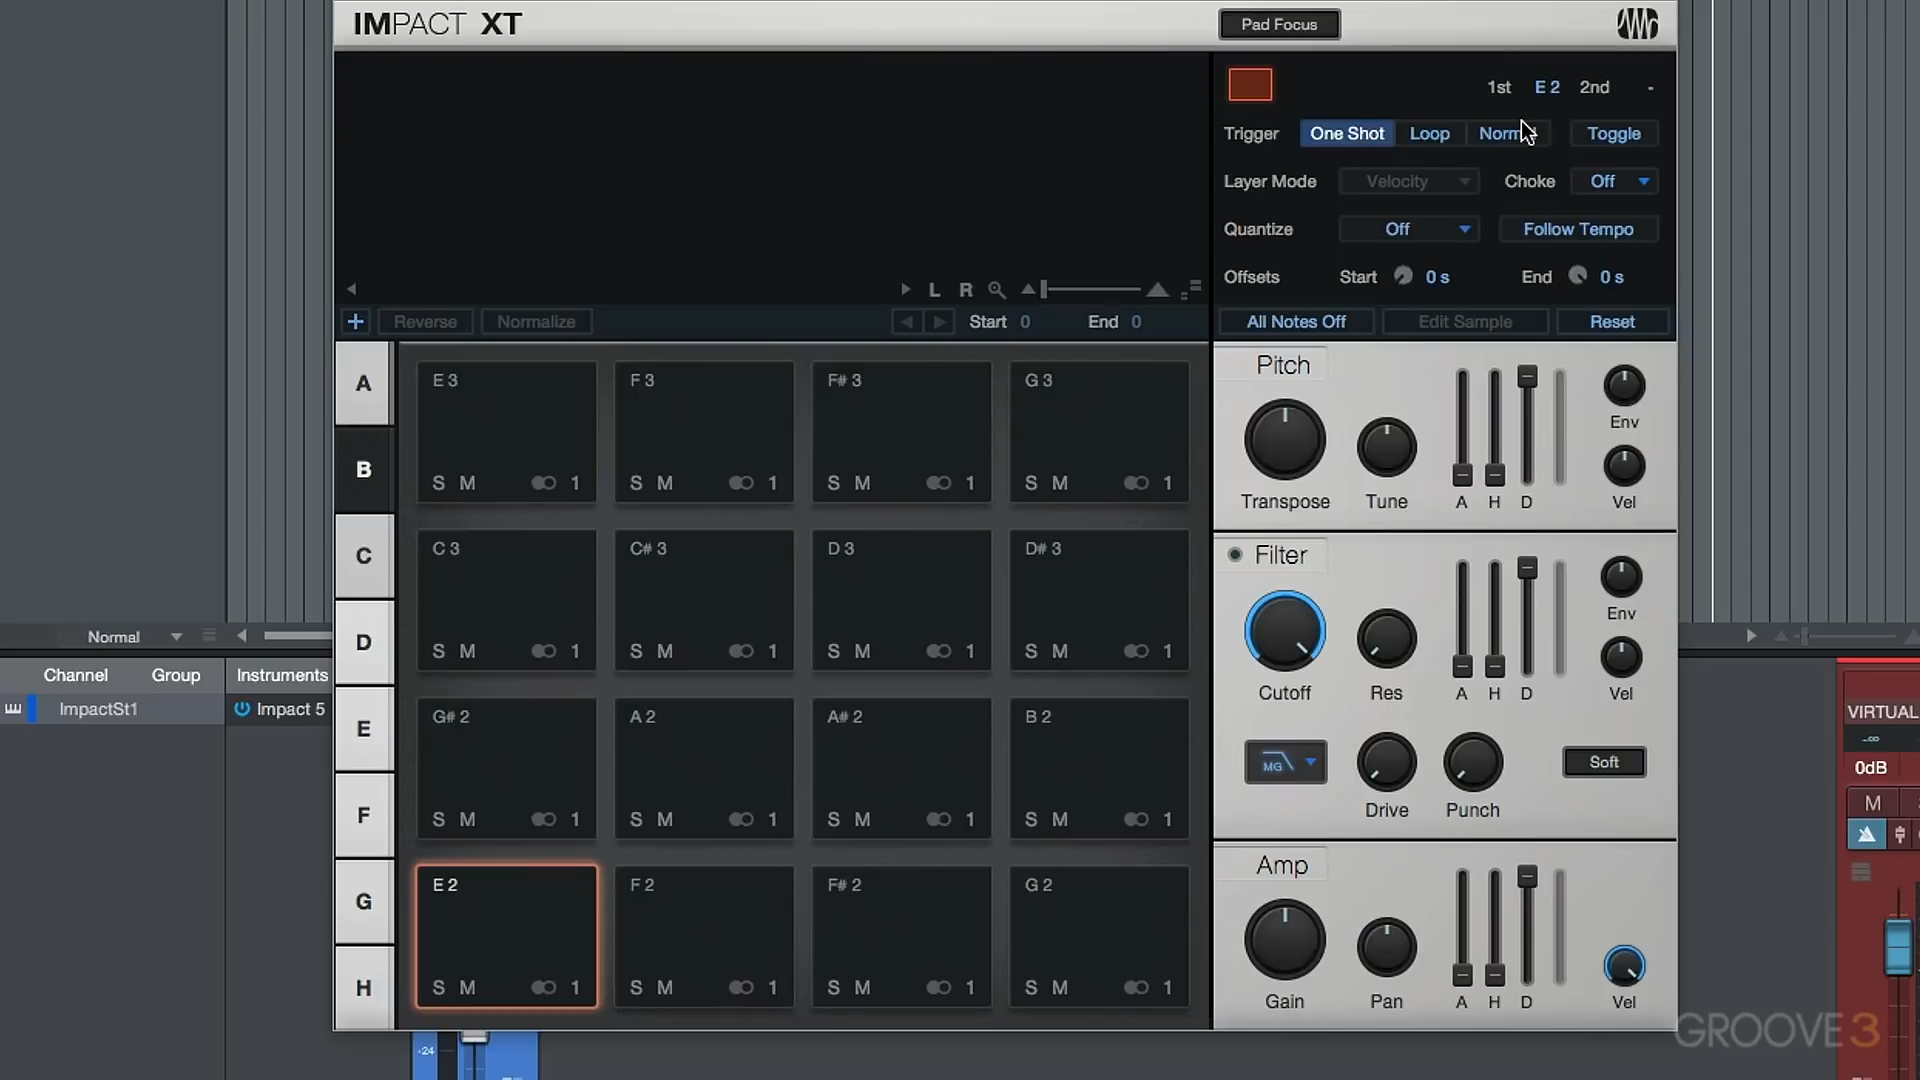 IMPACT XT
Pad Focus
1st E 2 2nd -
Trigger One Shot Loop Toggle
Layer Mode Velocity Choke Off
Quantize Off Follow Tempo
L R
Offsets Start 0 s End 0 s
+ Reverse Normalize Start 0 End 0
All Notes Off Edit Sample Reset
A
B
C
D
E
F
G
H
E 3 F 3 F# 3 G 3
S M 1 S M 1 S M 1 S M 1
C 3 C# 3 D 3 D# 3
S M 1 S M 1 S M 1 S M 1
G# 2 A 2 A# 2 B 2
S M 1 S M 1 S M 1 S M 1
E 2 F 2 F# 2 G 2
S M 1 S M 1 S M 1 S M 1
Pitch
Env
Transpose Tune A H D Vel
Filter
Env
Cutoff Res A H D Vel
MG Soft
Drive Punch
Amp
Gain Pan A H D Vel
Normal
Channel Group Instruments
ImpactSt1 Impact 5
-24
VIRTUAL
-∞
0dB
M
GROOVE 3